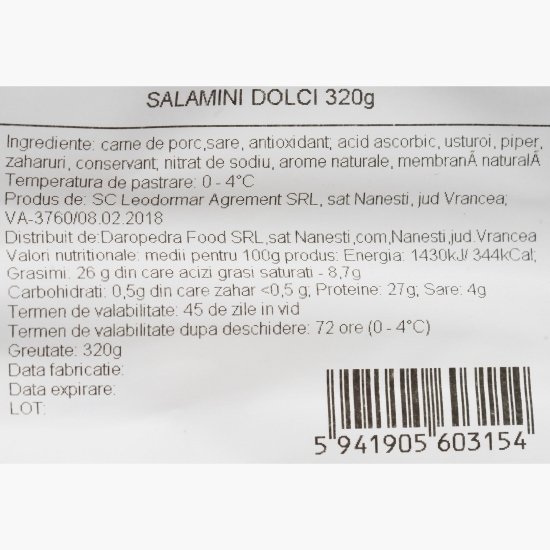 SALAMINI DOLCI 320g
Ingrediente: carne de porc,sare, antioxidant; acid ascorbic, usturoi, piper,
zaharuri, conservant; nitrat de sodiu, arome naturale, membranÃ naturalÃ
Temperatura de pastrare: 0 - 4°C
Produs de: SC Leodormar Agrement SRL, sat Nanesti, jud Vrancea;
VA-3760/08.02.2018
Distribuit de:Daropedra Food SRL,sat Nanesti,com,Nanesti,jud.Vrancea
Valori nutritionale: medii pentru 100g produs: Energia: 1430kJ/ 344kCal;
Grasimi: 26 g din care acizi grasi saturati - 8,7g
Carbohidrati: 0,5g din care zahar <0,5 g; Proteine: 27g; Sare: 4g
Termen de valabilitate: 45 de zile in vid
Termen de valabilitate dupa deschidere: 72 ore (0 - 4°C)
Greutate: 320g
Data fabricatie:
Data expirare:
LOT:
5 941905 603154